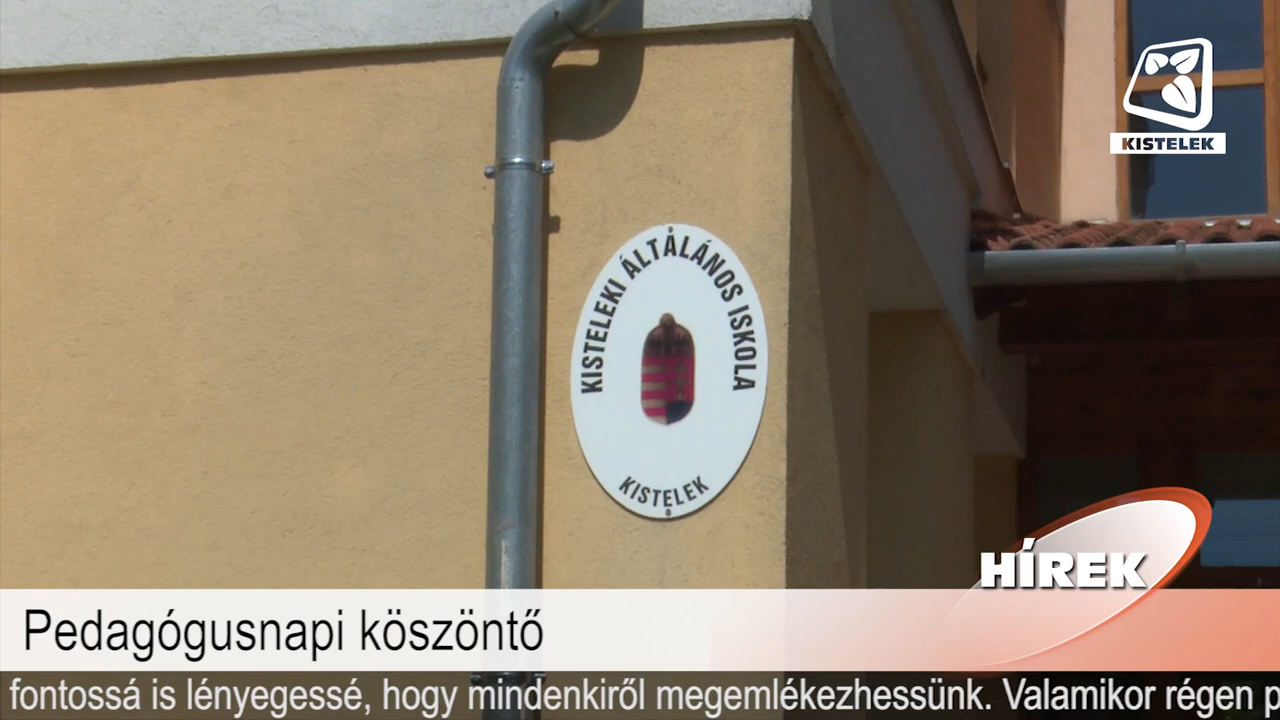 KISTELEK
KISTELEKI ÁLTALÁNOS ISKOLA
KISTELEK
HÍREK
Pedagógusnapi köszöntő
fontossá is lényegessé, hogy mindenkiről megemlékezhessünk. Valamikor régen p